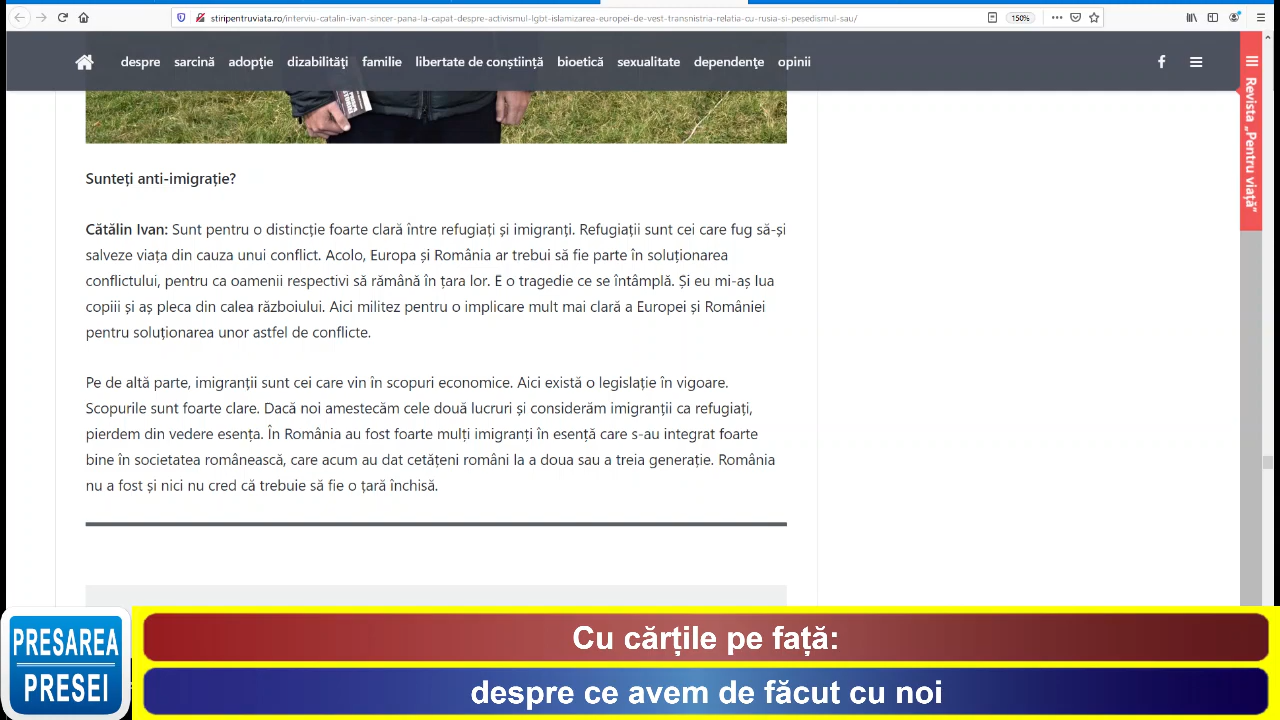 stiripentruviata.ro/interviu-catalin-ivan-sincer-pana-la-capat-despre-activismul-lgbt-islamizarea-europei-de-vest-transnistria-relatia-cu-rusia-si-pesedismul-sau/
150%
despre sarcină adopţie dizabilităţi familie libertate de conştiinţă bioetică sexualitate dependenţe opinii
Revista „Pentru viaţă”
Sunteți anti-imigrație?
Cătălin Ivan: Sunt pentru o distincție foarte clară între refugiați și imigranți. Refugiații sunt cei care fug să-și
salveze viața din cauza unui conflict. Acolo, Europa și România ar trebui să fie parte în soluționarea
conflictului, pentru ca oamenii respectivi să rămână în țara lor. E o tragedie ce se întâmplă. Și eu mi-aș lua
copiii și aș pleca din calea războiului. Aici militez pentru o implicare mult mai clară a Europei și României
pentru soluționarea unor astfel de conflicte.
Pe de altă parte, imigranții sunt cei care vin în scopuri economice. Aici există o legislație în vigoare.
Scopurile sunt foarte clare. Dacă noi amestecăm cele două lucruri și considerăm imigranții ca refugiați,
pierdem din vedere esența. În România au fost foarte mulți imigranți în esență care s-au integrat foarte
bine în societatea românească, care acum au dat cetățeni români la a doua sau a treia generație. România
nu a fost și nici nu cred că trebuie să fie o țară închisă.
PRESAREA
PRESEI
Cu cărțile pe față:
despre ce avem de făcut cu noi